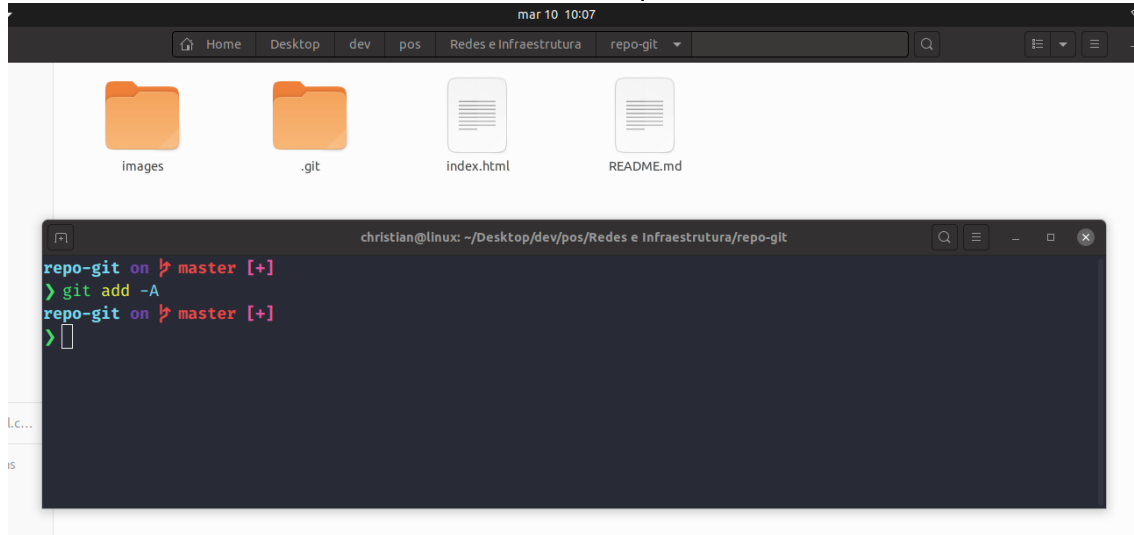 mar 10 10:07
Home Desktop dev pos Redes e Infraestrutura repo-git
images .git index.html README.md
christian@linux: ~/Desktop/dev/pos/Redes e Infraestrutura/repo-git
repo-git on master [+]
❯ git add -A
repo-git on master [+]
❯
l.c...